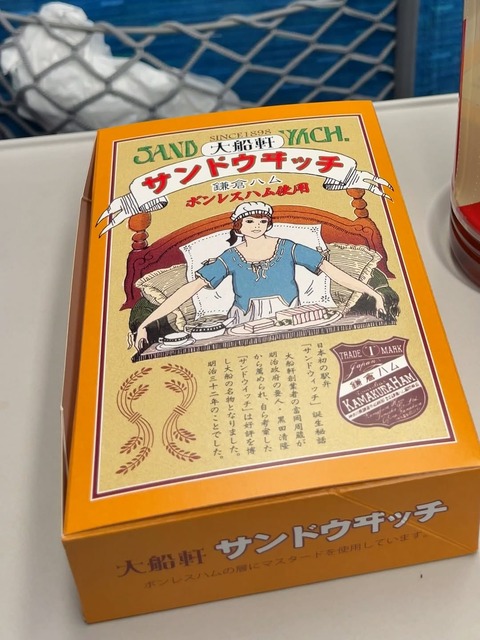 SINCE1898
SAND WICH.
大船軒
サンドウヰッチ
鎌倉ハム
ボンレスハム使用
日本初の駅弁
「サンドウイッチ」誕生秘話
大船軒創業者の富岡周蔵が
明治政府の要人・黒田清隆
から薦められ、自ら考案した
「サンドウイッチ」は好評を博
し大船の名物となりました。
明治三十二年のことでした。
TRADE MARK
Japan
鎌倉ハム
KAMAKURA HAM
大船軒 サンドウヰッチ
ボンレスハムの層にマスタードを使用しています。